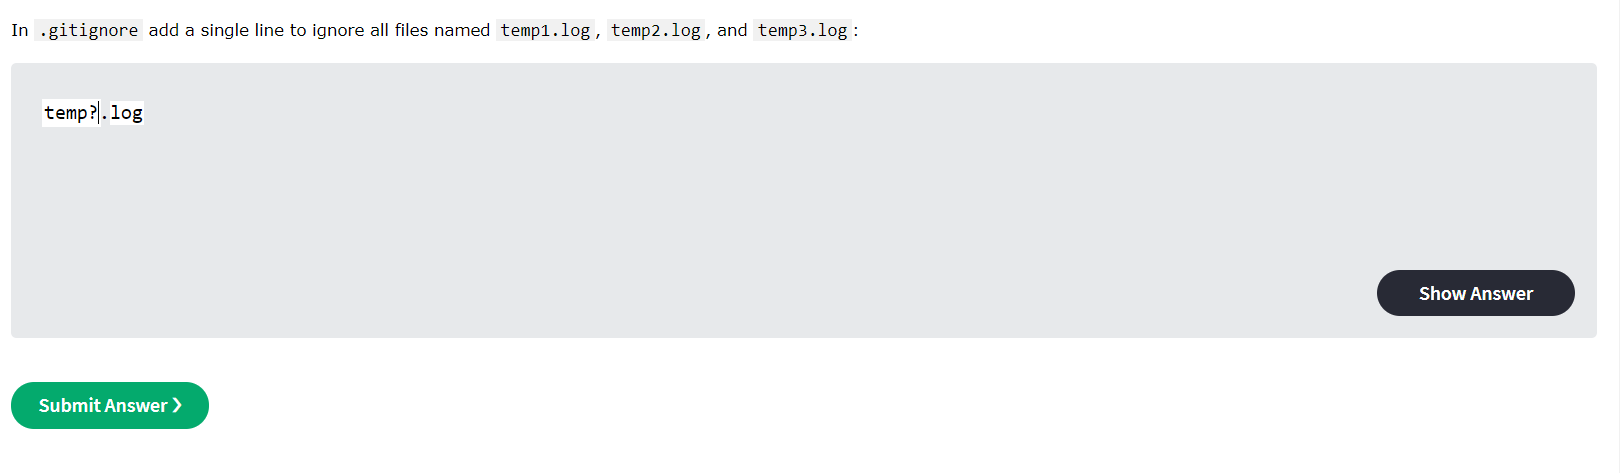 In .gitignore add a single line to ignore all files named temp1.log, temp2.log, and temp3.log:
temp?.log
Show Answer
Submit Answer ❯